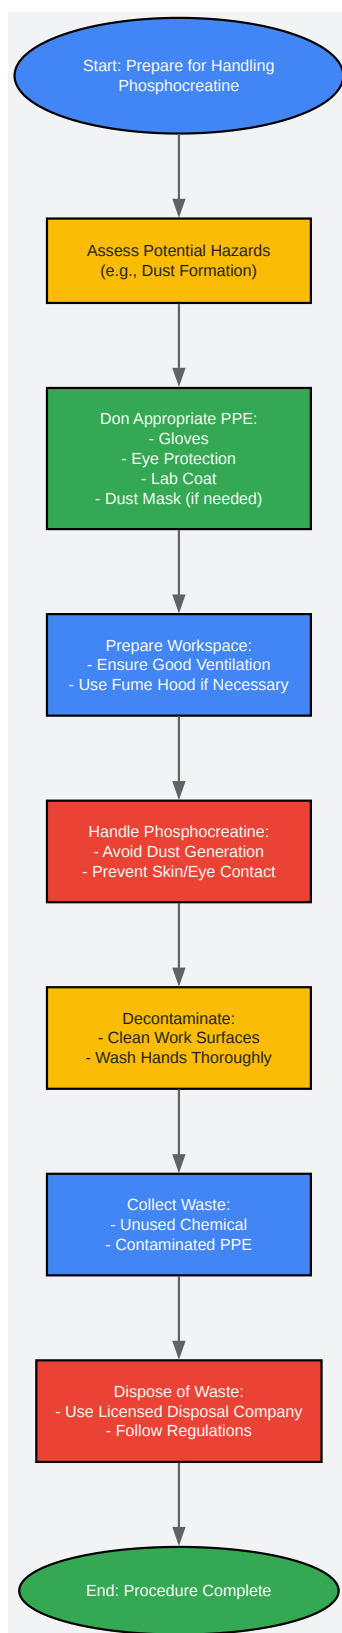 Start: Prepare for Handling
Phosphocreatine
Assess Potential Hazards
(e.g., Dust Formation)
Don Appropriate PPE:
- Gloves
- Eye Protection
- Lab Coat
- Dust Mask (if needed)
Prepare Workspace:
- Ensure Good Ventilation
- Use Fume Hood if Necessary
Handle Phosphocreatine:
- Avoid Dust Generation
- Prevent Skin/Eye Contact
Decontaminate:
- Clean Work Surfaces
- Wash Hands Thoroughly
Collect Waste:
- Unused Chemical
- Contaminated PPE
Dispose of Waste:
- Use Licensed Disposal Company
- Follow Regulations
End: Procedure Complete